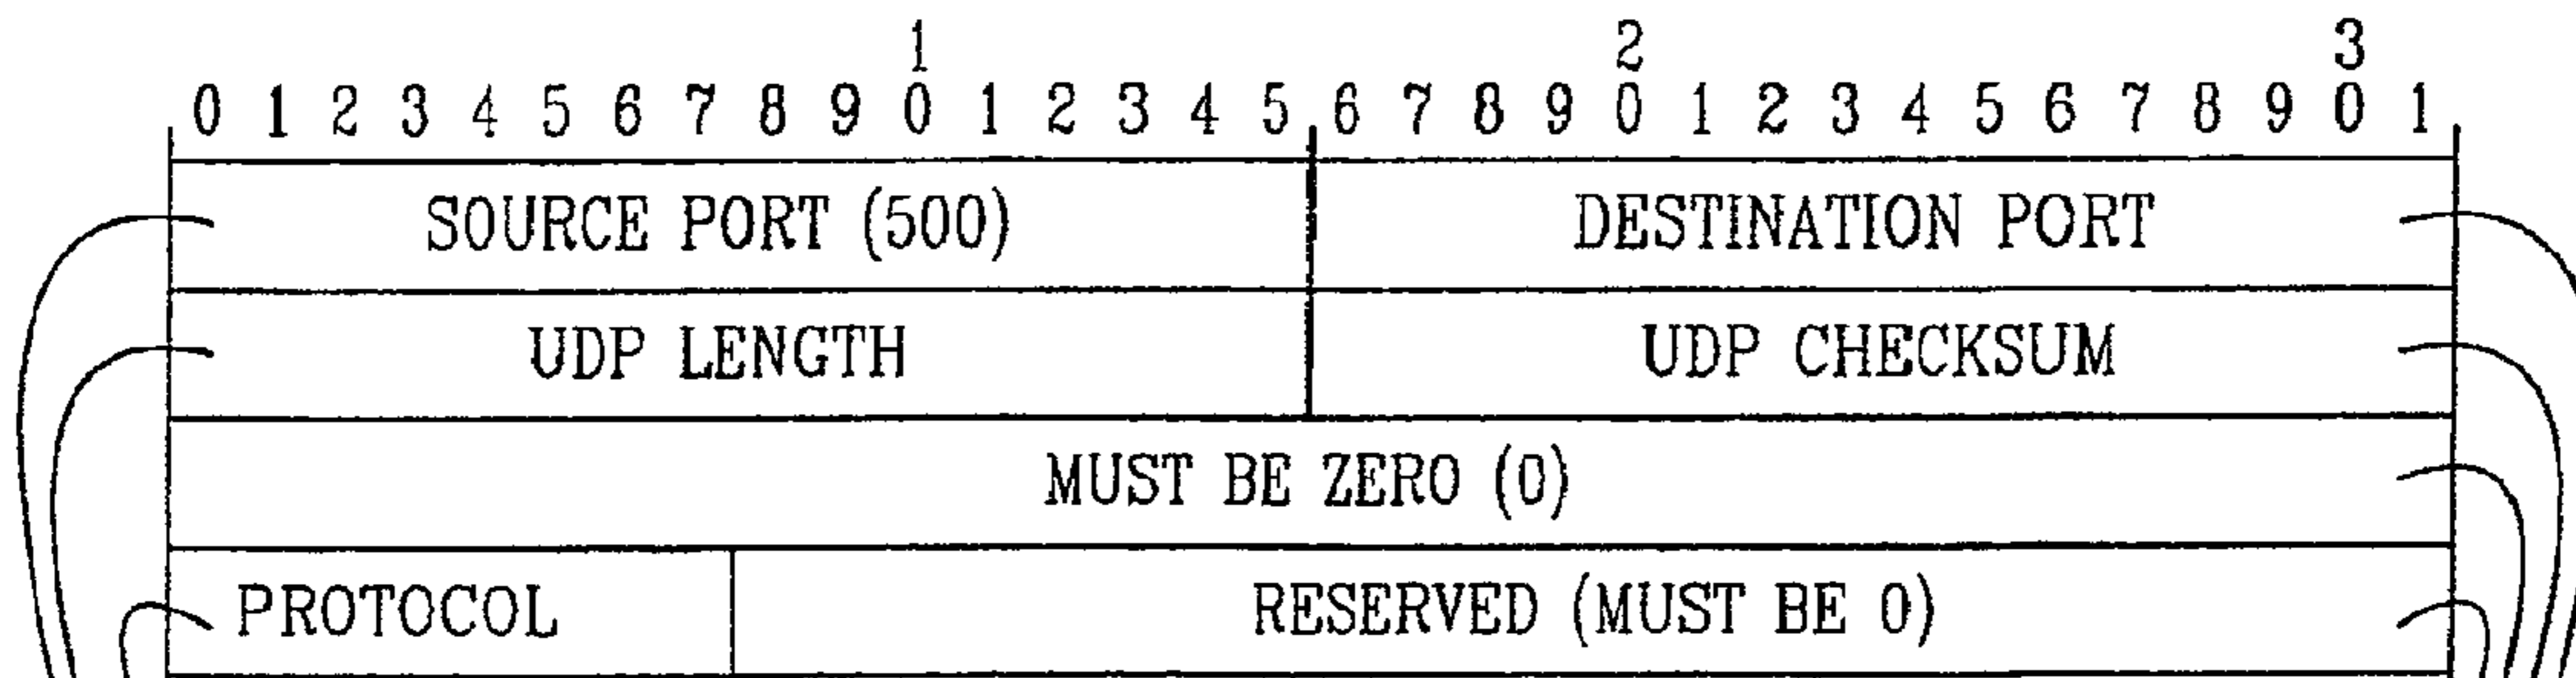 1 2 3
0 1 2 3 4 5 6 7 8 9 0 1 2 3 4 5 6 7 8 9 0 1 2 3 4 5 6 7 8 9 0 1
SOURCE PORT (500) DESTINATION PORT
UDP LENGTH UDP CHECKSUM
MUST BE ZERO (0)
PROTOCOL RESERVED (MUST BE 0)